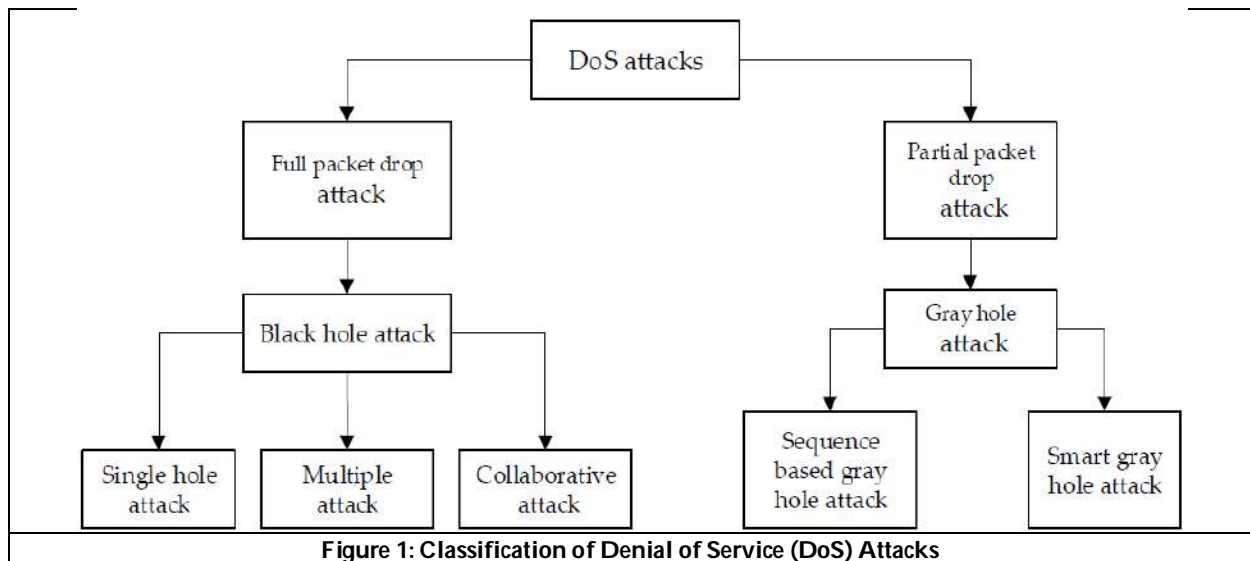 DoS attacks
Full packet drop
attack
Partial packet
drop
attack
Black hole attack
Gray hole
attack
Single hole
attack
Multiple
attack
Collaborative
attack
Sequence
based gray
hole attack
Smart gray
hole attack
Figure 1: Classification of Denial of Service (DoS) Attacks